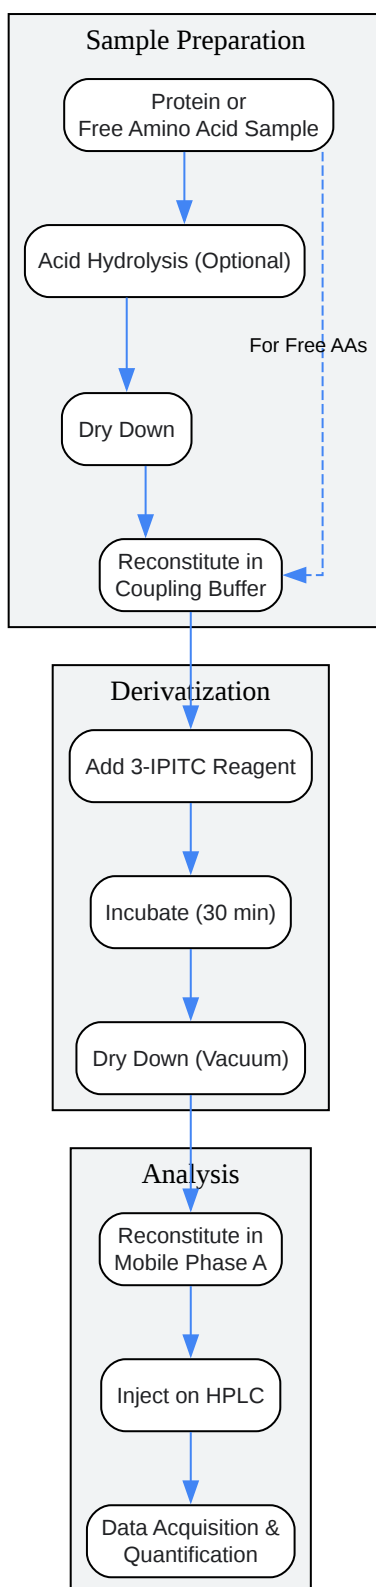 Sample Preparation
Protein or
Free Amino Acid Sample
Acid Hydrolysis (Optional)
For Free AAs
Dry Down
Reconstitute in
Coupling Buffer
Derivatization
Add 3-IPITC Reagent
Incubate (30 min)
Dry Down (Vacuum)
Analysis
Reconstitute in
Mobile Phase A
Inject on HPLC
Data Acquisition &
Quantification